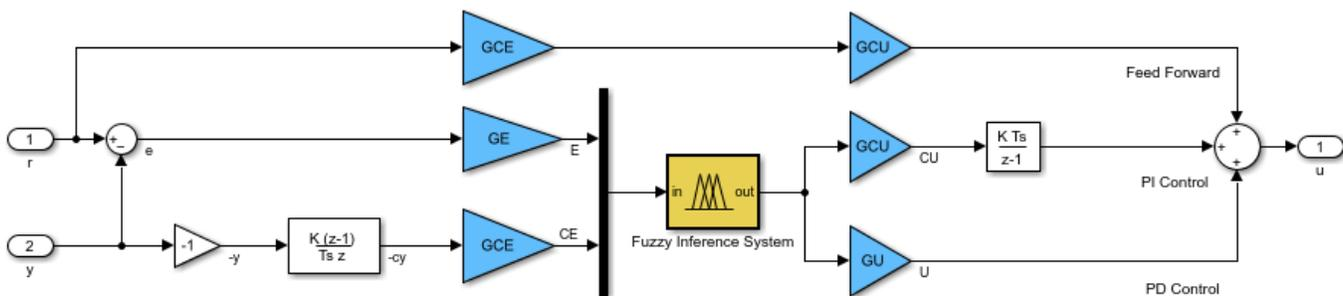 GCE
GCU
Feed Forward
1
r
+
−
e
GE
E
GCU
CU
K Ts
z-1
+
+
+
1
u
PI Control
in
out
Fuzzy Inference System
2
y
-1
-y
K (z-1)
Ts z
-cy
GCE
CE
GU
U
PD Control